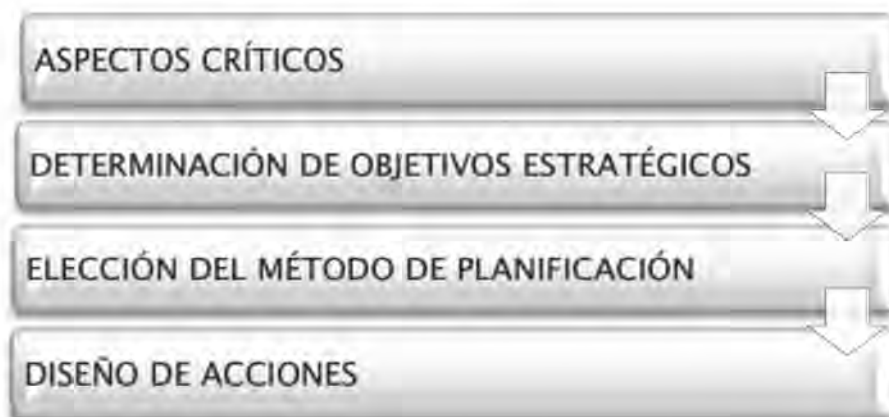 ASPECTOS CRÍTICOS
DETERMINACIÓN DE OBJETIVOS ESTRATÉGICOS
ELECCIÓN DEL MÉTODO DE PLANIFICACIÓN
DISEÑO DE ACCIONES